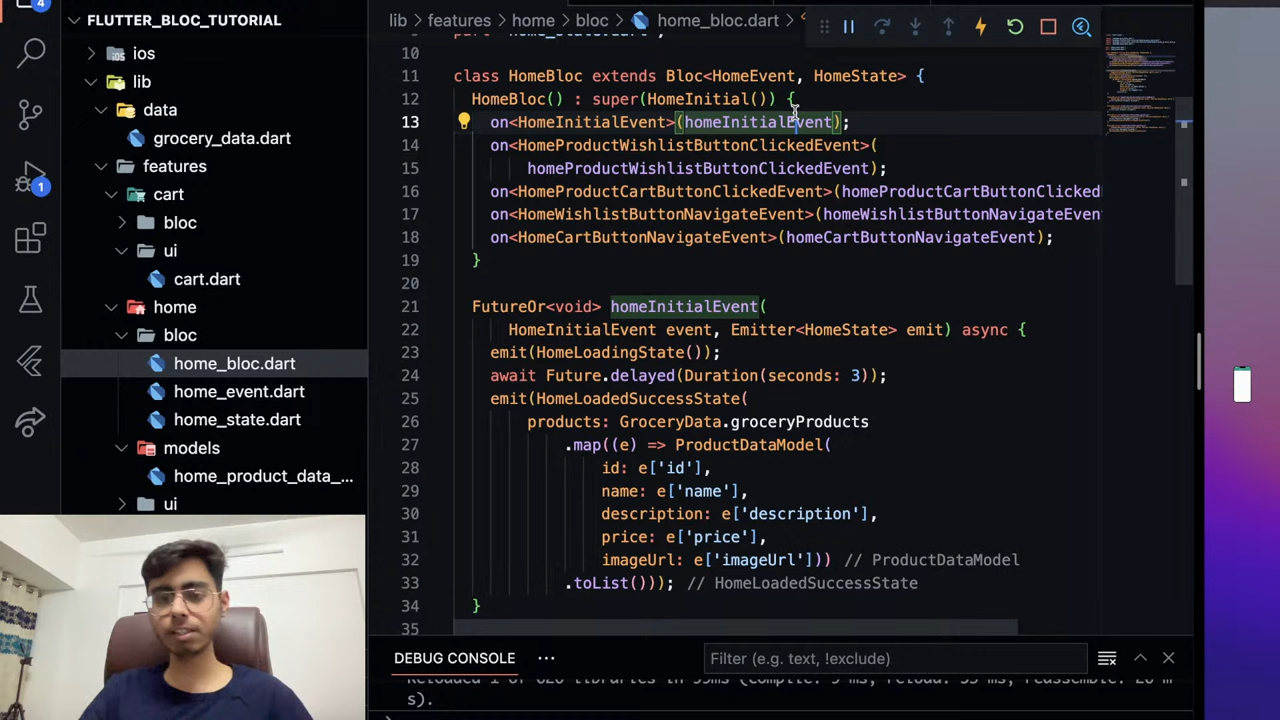 4
FLUTTER_BLOC_TUTORIAL
ios
lib
data
grocery_data.dart
features
cart
bloc
ui
cart.dart
home
bloc
home_bloc.dart
home_event.dart
home_state.dart
models
home_product_data_...
ui
1
lib > features > home > bloc > home_bloc.dart >
10
11 class HomeBloc extends Bloc<HomeEvent, HomeState> {
12 HomeBloc() : super(HomeInitial()) {
13 on<HomeInitialEvent>(homeInitialEvent);
14 on<HomeProductWishlistButtonClickedEvent>(
15 homeProductWishlistButtonClickedEvent);
16 on<HomeProductCartButtonClickedEvent>(homeProductCartButtonClicked
17 on<HomeWishlistButtonNavigateEvent>(homeWishlistButtonNavigateEven
18 on<HomeCartButtonNavigateEvent>(homeCartButtonNavigateEvent);
19 }
20
21 FutureOr<void> homeInitialEvent(
22 HomeInitialEvent event, Emitter<HomeState> emit) async {
23 emit(HomeLoadingState());
24 await Future.delayed(Duration(seconds: 3));
25 emit(HomeLoadedSuccessState(
26 products: GroceryData.groceryProducts
27 .map((e) => ProductDataModel(
28 id: e['id'],
29 name: e['name'],
30 description: e['description'],
31 price: e['price'],
32 imageUrl: e['imageUrl'])) // ProductDataModel
33 .toList())); // HomeLoadedSuccessState
34 }
35
DEBUG CONSOLE ... Filter (e.g. text, !exclude)
s).